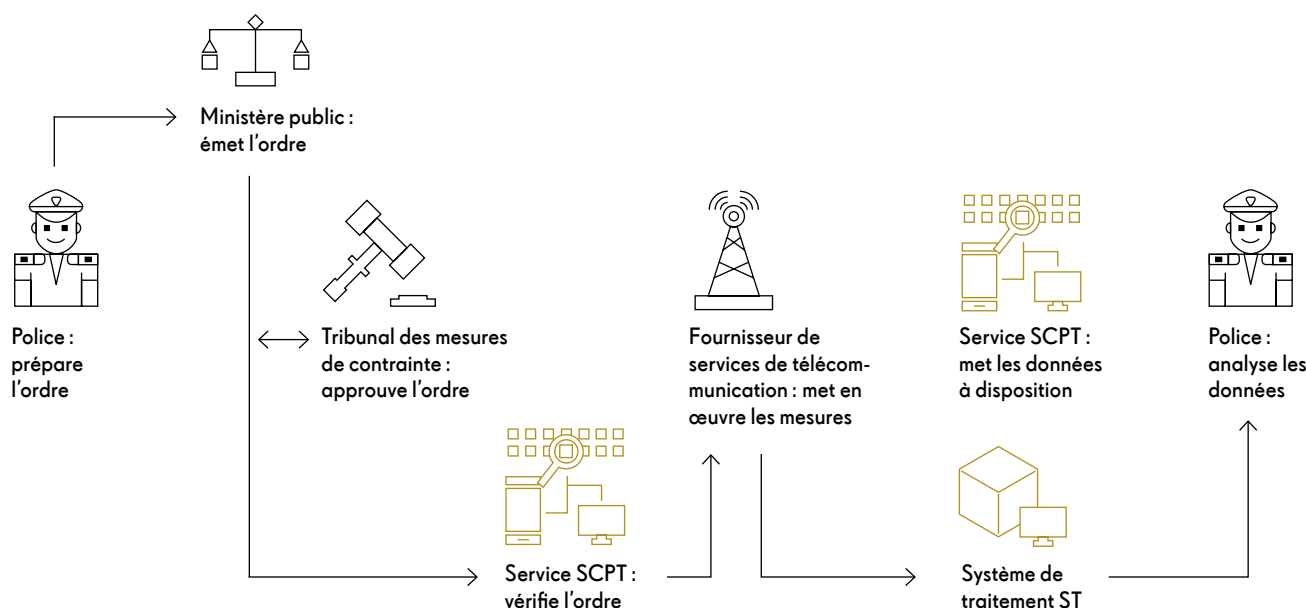 Ministère public :
émet l’ordre
Police :
prépare
l’ordre
Tribunal des mesures
de contrainte :
approuve l’ordre
Service SCPT :
vérifie l’ordre
Fournisseur de
services de télécom-
munication : met en
œuvre les mesures
Service SCPT :
met les données
à disposition
Système de
traitement ST
Police :
analyse les
données